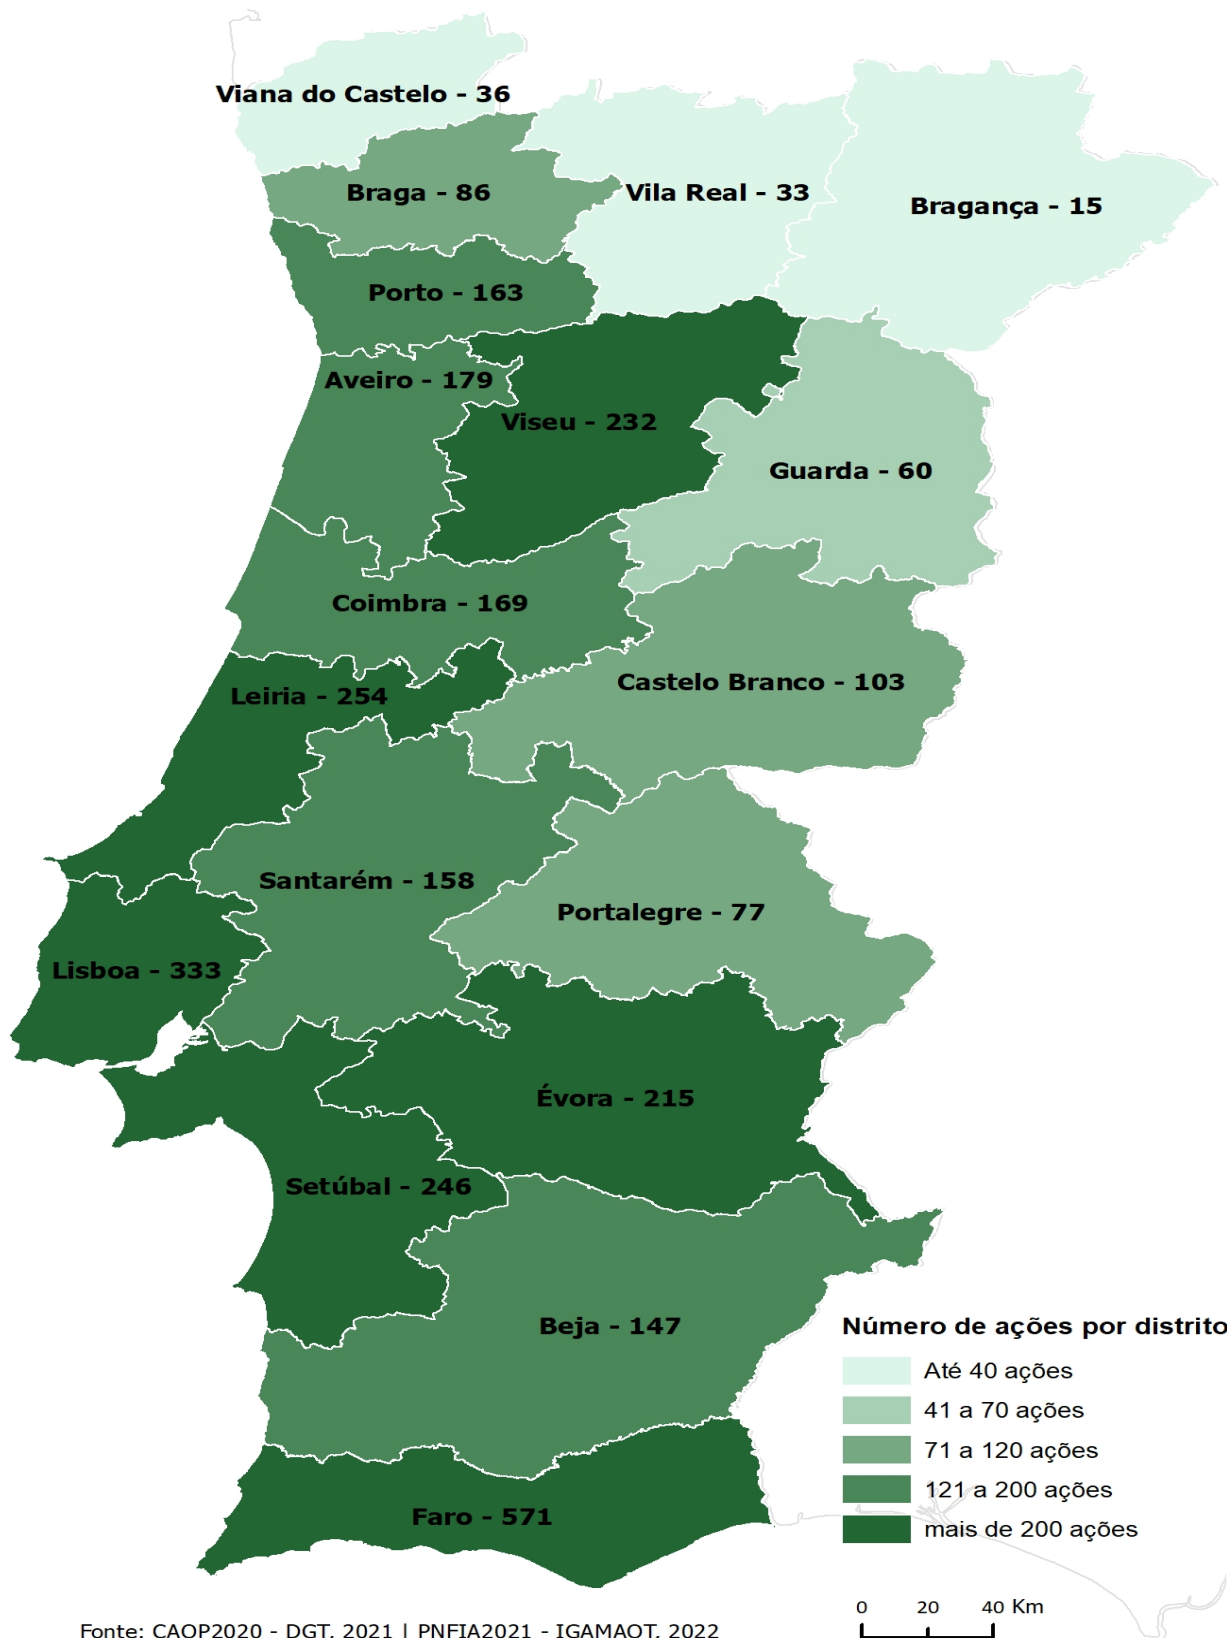 Viana do Castelo - 36
Braga - 86
Vila Real - 33
Bragança - 15
Porto - 163
Aveiro - 179
Viseu - 232
Guarda - 60
Coimbra - 169
Castelo Branco - 103
Leiria - 254
Santarém - 158
Portalegre - 77
Lisboa - 333
Évora - 215
Setúbal - 246
Beja - 147
Faro - 571
Número de ações por distrito
Até 40 ações
41 a 70 ações
71 a 120 ações
121 a 200 ações
mais de 200 ações
0 20 40 Km
Fonte: CAOP2020 - DGT, 2021 | PNFIA2021 - IGAMAOT, 2022